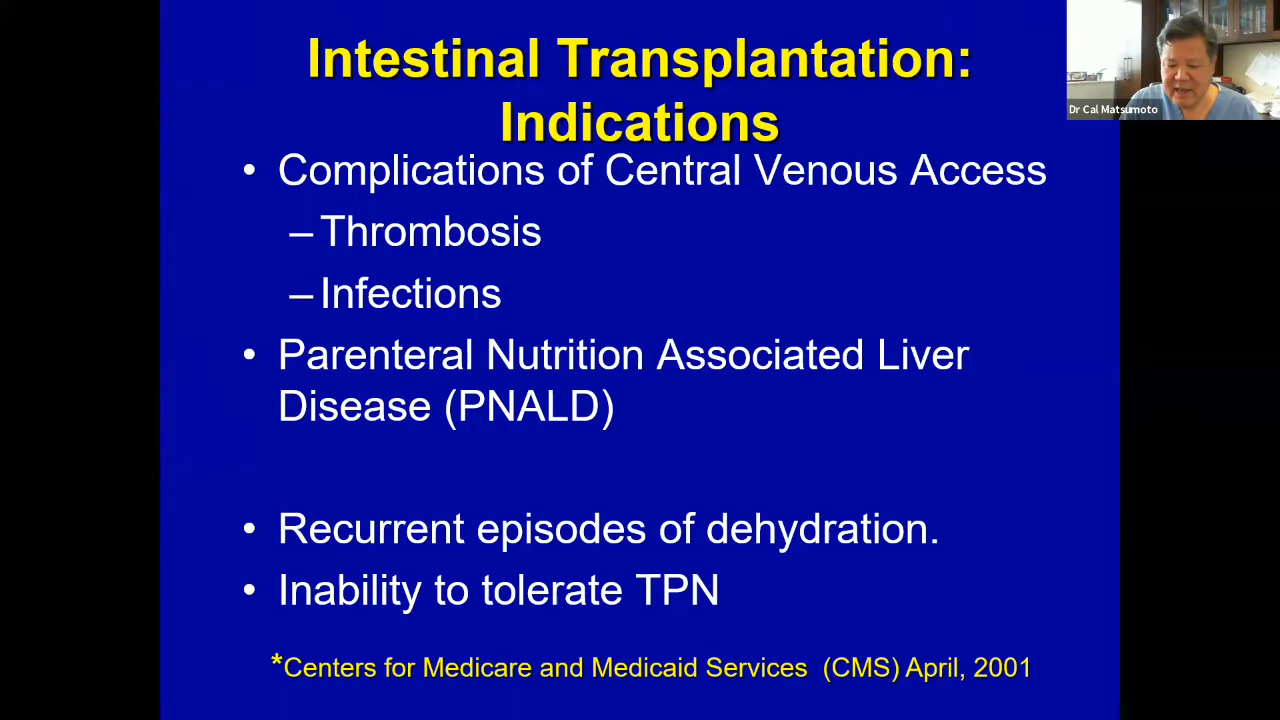 Intestinal Transplantation:
Indications
Dr Cal Matsumoto
• Complications of Central Venous Access
– Thrombosis
– Infections
• Parenteral Nutrition Associated Liver
Disease (PNALD)
• Recurrent episodes of dehydration.
• Inability to tolerate TPN
*Centers for Medicare and Medicaid Services (CMS) April, 2001